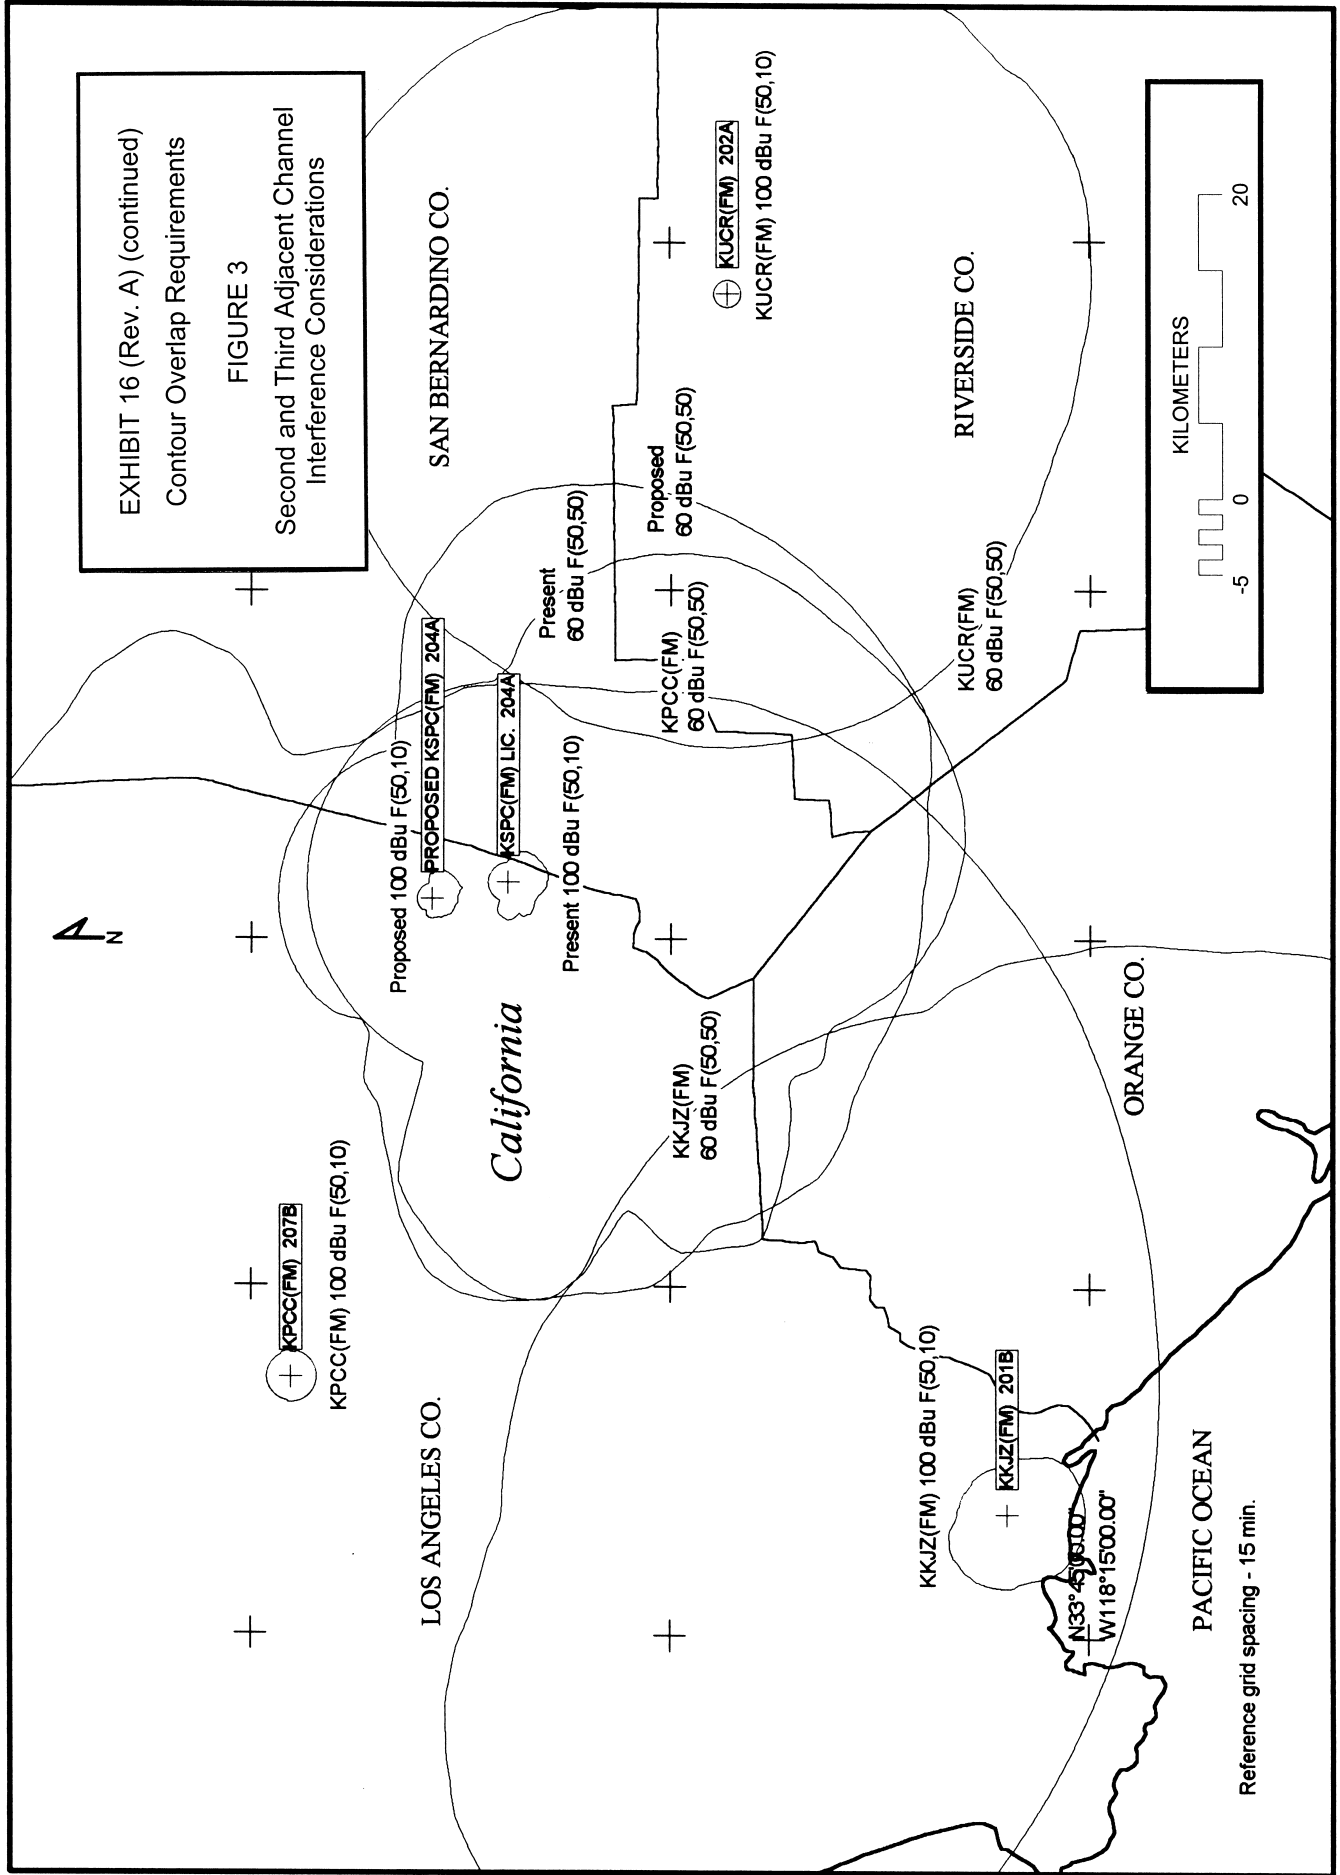 EXHIBIT 16 (Rev. A) (continued)
Contour Overlap Requirements
FIGURE 3
Second and Third Adjacent Channel
Interference Considerations
N
KPCC(FM) 207B
KPCC(FM) 100 dBu F(50,10)
LOS ANGELES CO.
California
Proposed 100 dBu F(50,10)
PROPOSED KSPC(FM) 204A
KSPC(FM) LIC. 204A
Present 100 dBu F(50,10)
SAN BERNARDINO CO.
Present
60 dBu F(50,50)
Proposed
60 dBu F(50,50)
KPCC(FM)
60 dBu F(50,50)
KKJZ(FM)
60 dBu F(50,50)
KUCR(FM) 202A
KUCR(FM) 100 dBu F(50,10)
KUCR(FM)
60 dBu F(50,50)
RIVERSIDE CO.
KKJZ(FM) 100 dBu F(50,10)
KKJZ(FM) 201B
N33°45'00.00"
W118°15'00.00"
ORANGE CO.
PACIFIC OCEAN
Reference grid spacing - 15 min.
KILOMETERS
-5 0 20